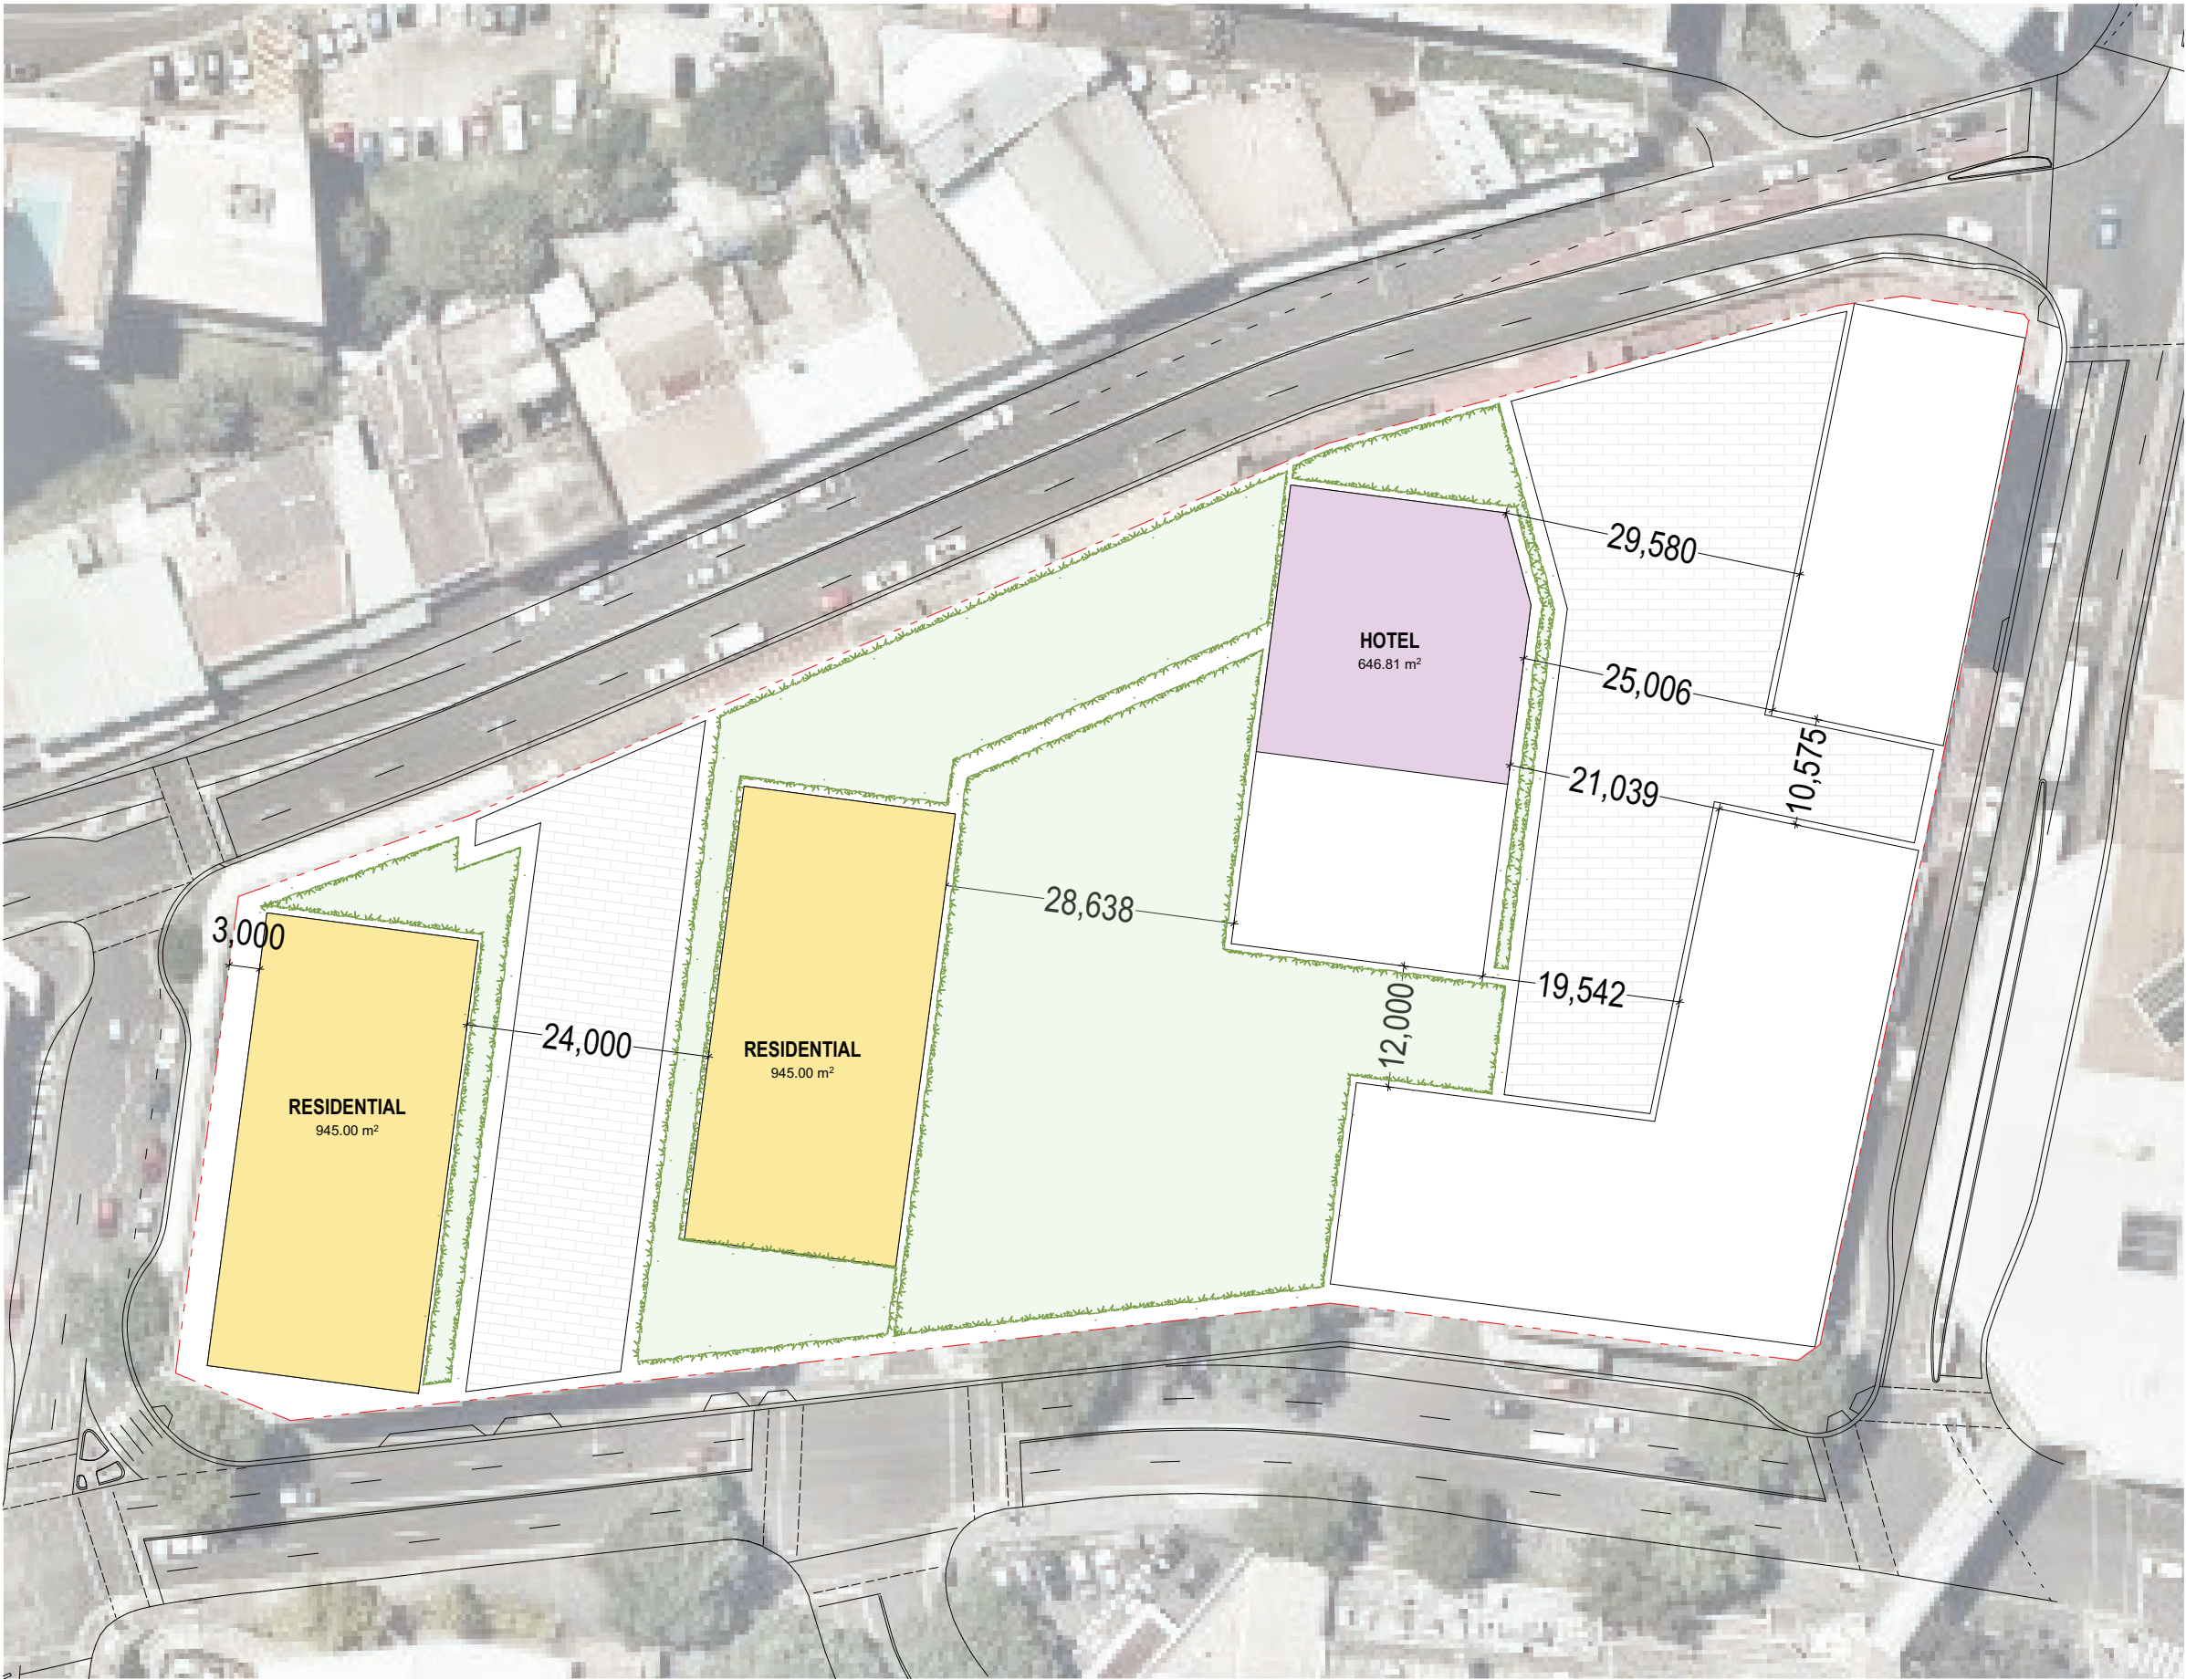 29,580
HOTEL
646.81 m²
25,006
10,575
21,039
28,638
3,000
19,542
12,000
24,000
RESIDENTIAL
945.00 m²
RESIDENTIAL
945.00 m²